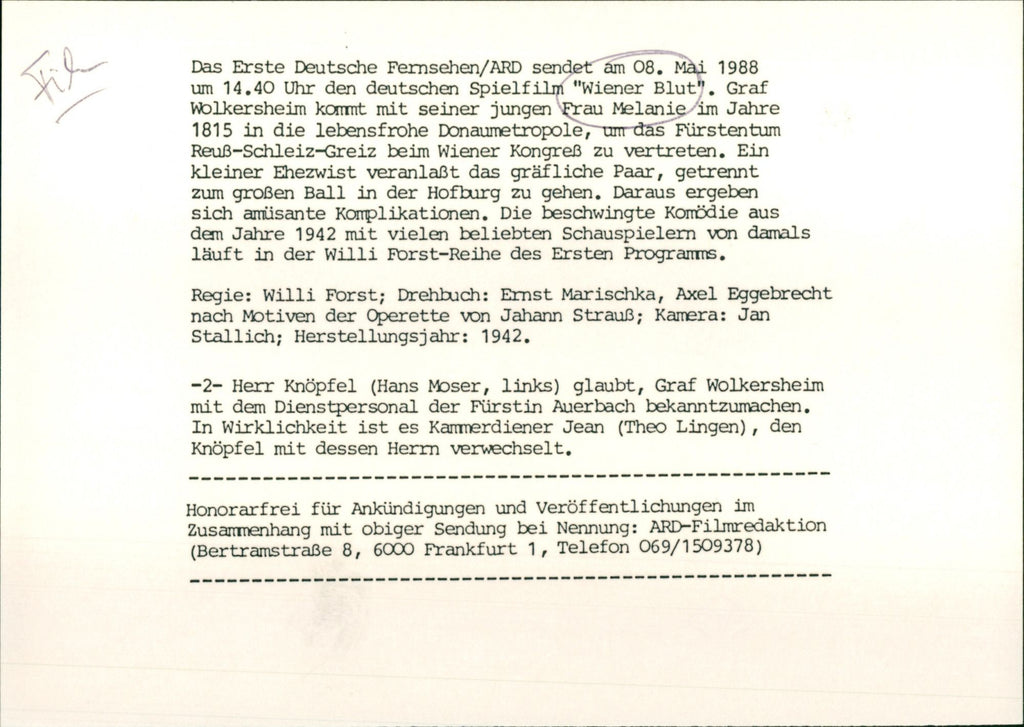 Film
Das Erste Deutsche Fernsehen/ARD sendet am 08. Mai 1988
um 14.40 Uhr den deutschen Spielfilm "Wiener Blut". Graf
Wolkersheim kommt mit seiner jungen Frau Melanie im Jahre
1815 in die lebensfrohe Donaumetropole, um das Fürstentum
Reuß-Schleiz-Greiz beim Wiener Kongreß zu vertreten. Ein
kleiner Ehezwist veranlaßt das gräfliche Paar, getrennt
zum großen Ball in der Hofburg zu gehen. Daraus ergeben
sich amüsante Komplikationen. Die beschwingte Komödie aus
dem Jahre 1942 mit vielen beliebten Schauspielern von damals
läuft in der Willi Forst-Reihe des Ersten Programms.
Regie: Willi Forst; Drehbuch: Ernst Marischka, Axel Eggebrecht
nach Motiven der Operette von Jahann Strauß; Kamera: Jan
Stallich; Herstellungsjahr: 1942.
-2- Herr Knöpfel (Hans Moser, links) glaubt, Graf Wolkersheim
mit dem Dienstpersonal der Fürstin Auerbach bekanntzumachen.
In Wirklichkeit ist es Kammerdiener Jean (Theo Lingen), den
Knöpfel mit dessen Herrn verwechselt.
Honorarfrei für Ankündigungen und Veröffentlichungen im
Zusammenhang mit obiger Sendung bei Nennung: ARD-Filmredaktion
(Bertramstraße 8, 6000 Frankfurt 1, Telefon 069/1509378)